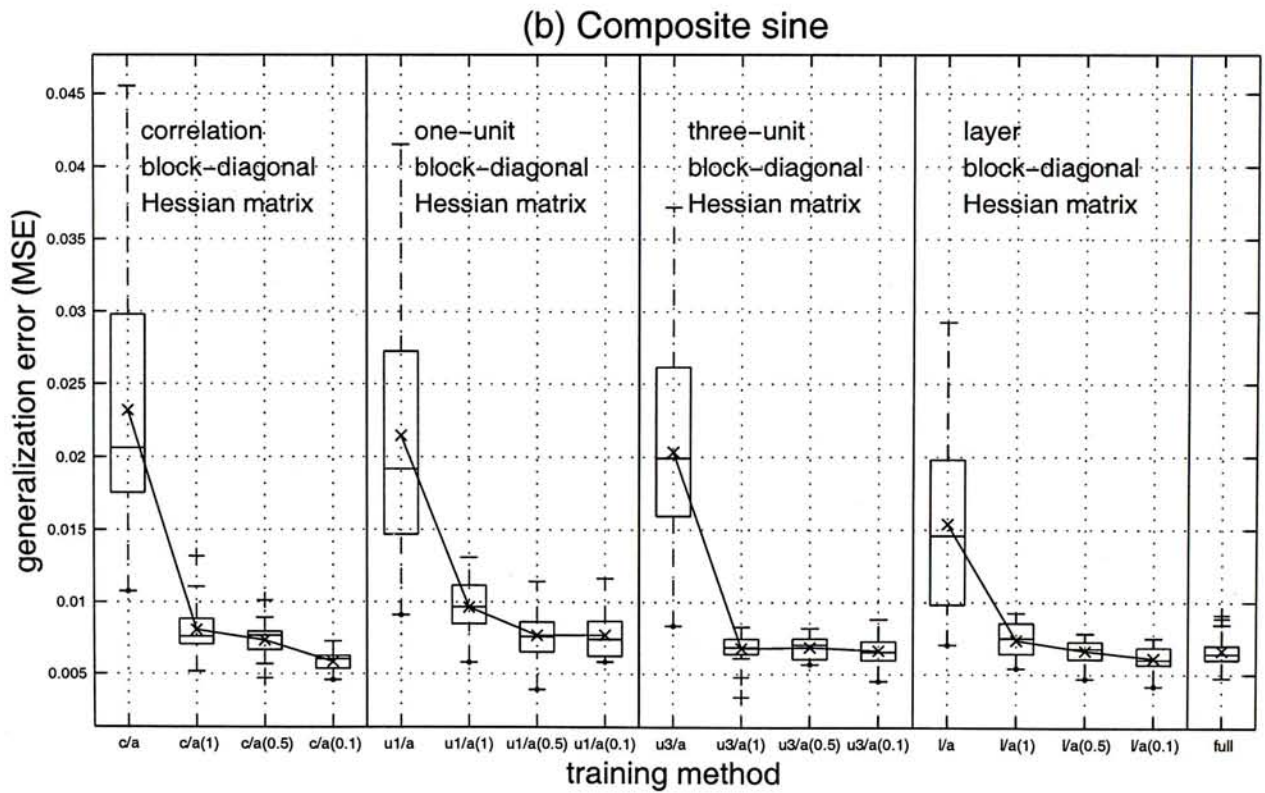 (b) Composite sine
generalization error (MSE)
0.045
0.04
0.035
0.03
0.025
0.02
0.015
0.01
0.005
correlation
block-diagonal
Hessian matrix
one-unit
block-diagonal
Hessian matrix
three-unit
block-diagonal
Hessian matrix
layer
block-diagonal
Hessian matrix
c/a c/a(1) c/a(0.5) c/a(0.1) u1/a u1/a(1) u1/a(0.5) u1/a(0.1) u3/a u3/a(1) u3/a(0.5) u3/a(0.1) l/a l/a(1) l/a(0.5) l/a(0.1) full
training method